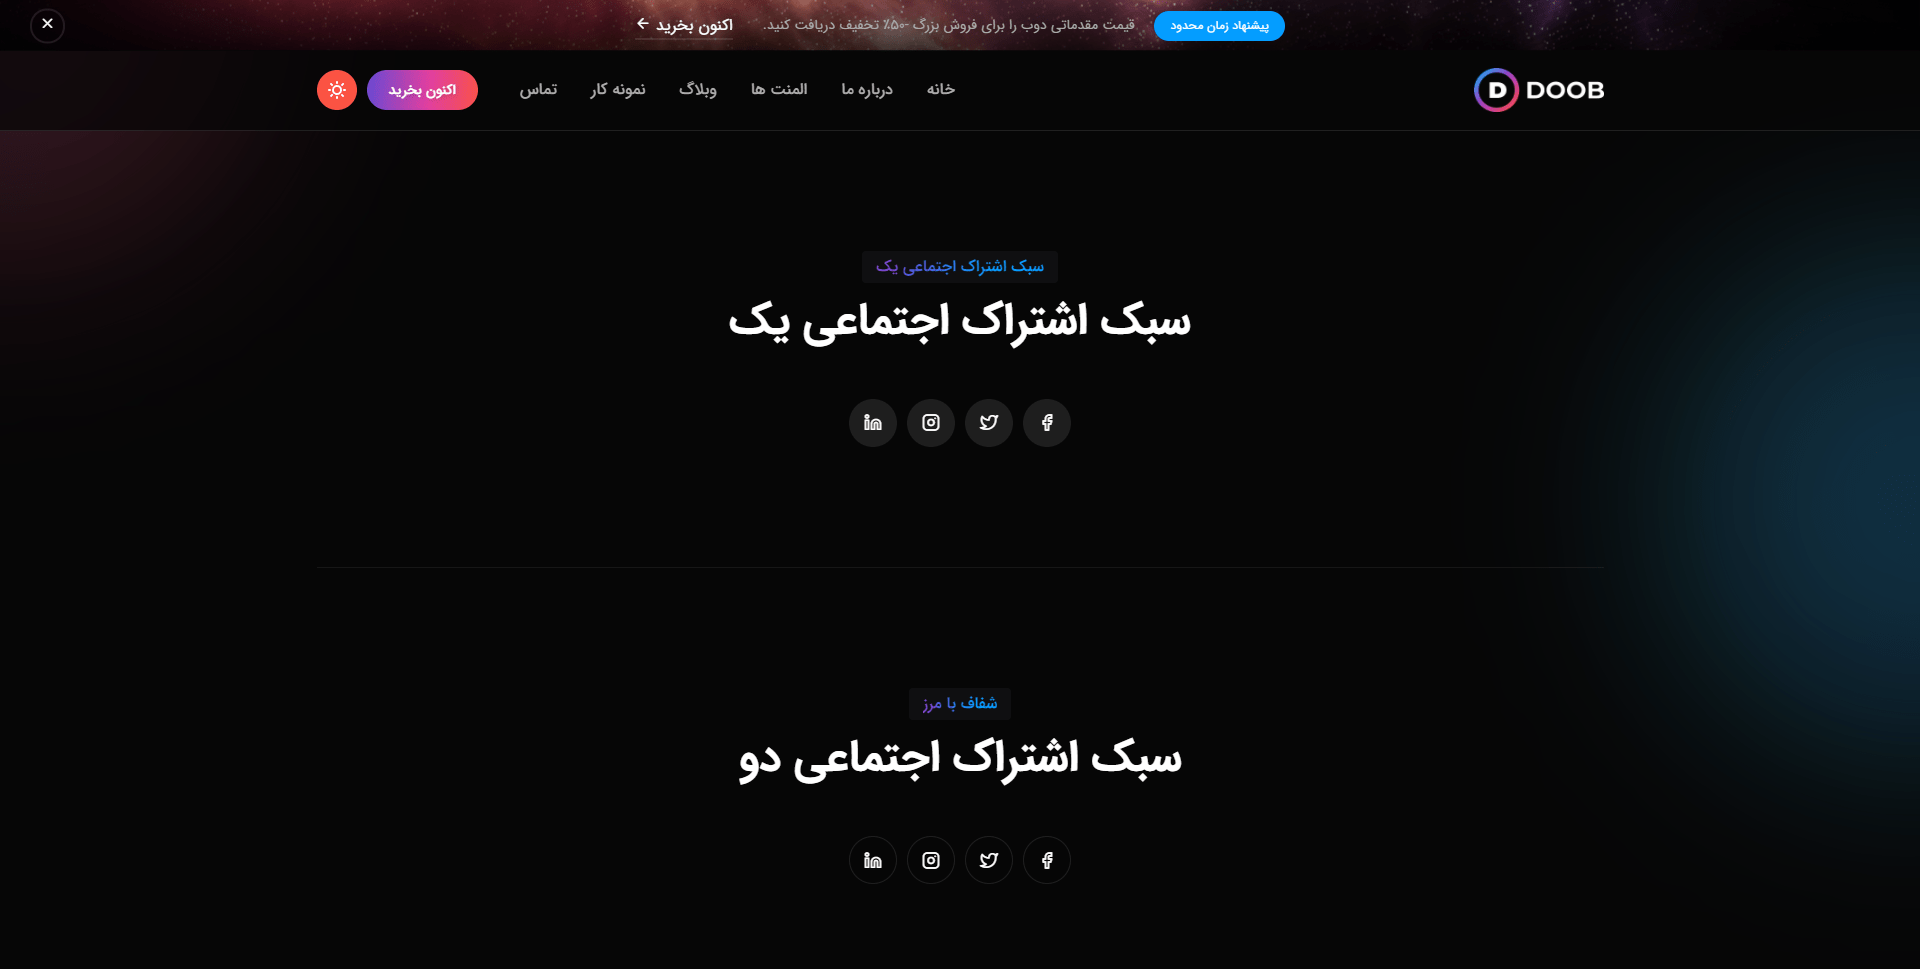 پیشنهاد زمان محدود
قیمت مقدماتی دوب را برای فروش بزرگ -50٪ تخفیف دریافت کنید.
اکنون بخرید
D DOOB
خانه
درباره ما
المنت ها
وبلاگ
نمونه کار
تماس
اکنون بخرید
سبک اشتراک اجتماعی یک
سبک اشتراک اجتماعی یک
شفاف با مرز
سبک اشتراک اجتماعی دو